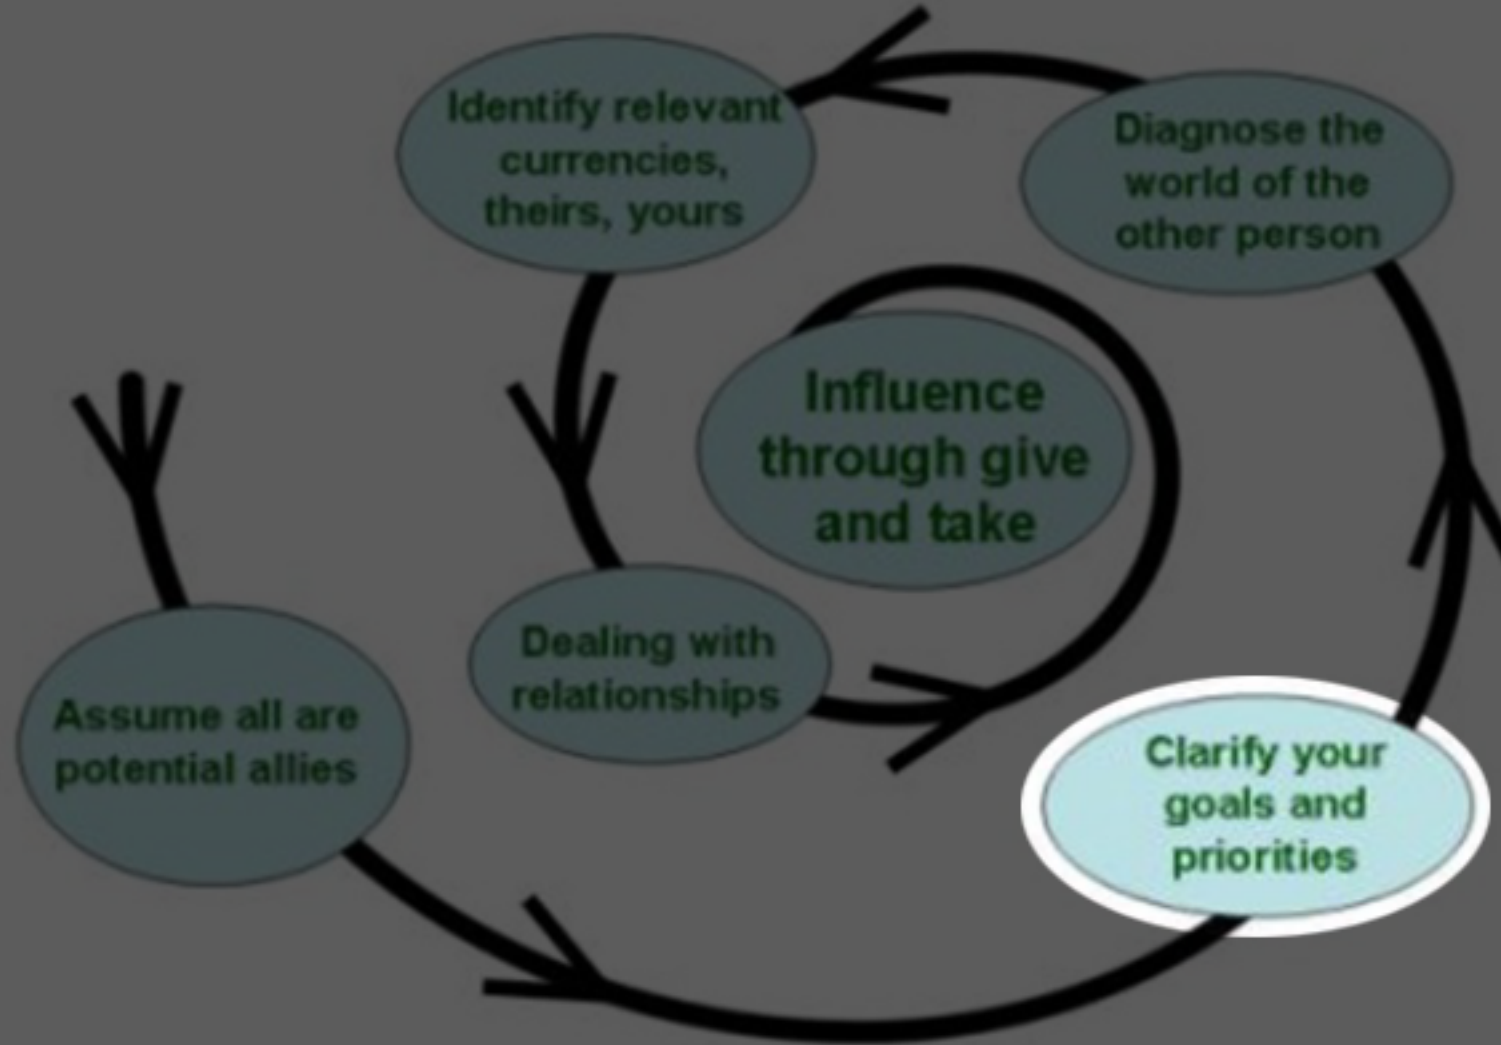 Identify relevant
currencies,
theirs, yours
Diagnose the
world of the
other person
Influence
through give
and take
Dealing with
relationships
Assume all are
potential allies
Clarify your
goals and
priorities